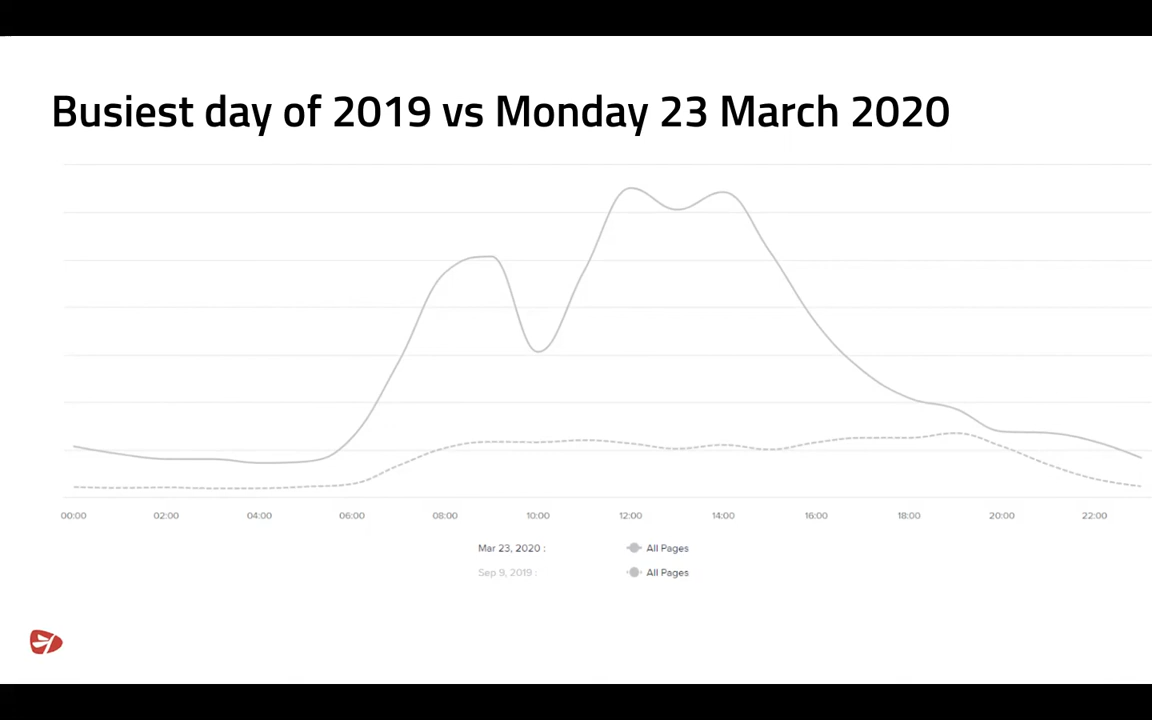 Busiest day of 2019 vs Monday 23 March 2020
00:00 02:00 04:00 06:00 08:00 10:00 12:00 14:00 16:00 18:00 20:00 22:00
Mar 23, 2020 : All Pages
Sep 9, 2019 : All Pages